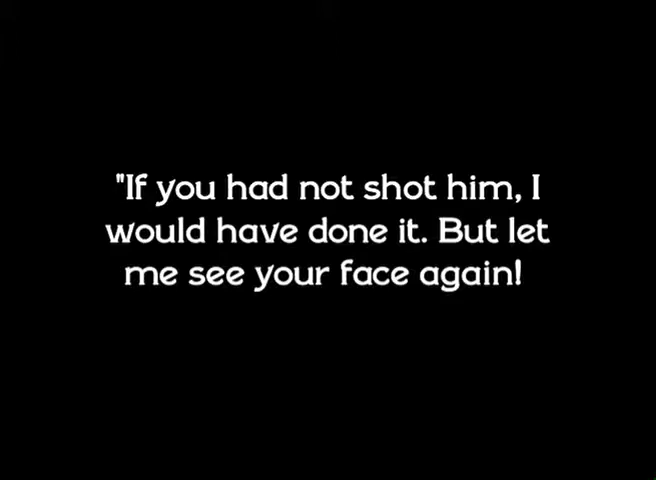 "If you had not shot him, I
would have done it. But let
me see your face again!